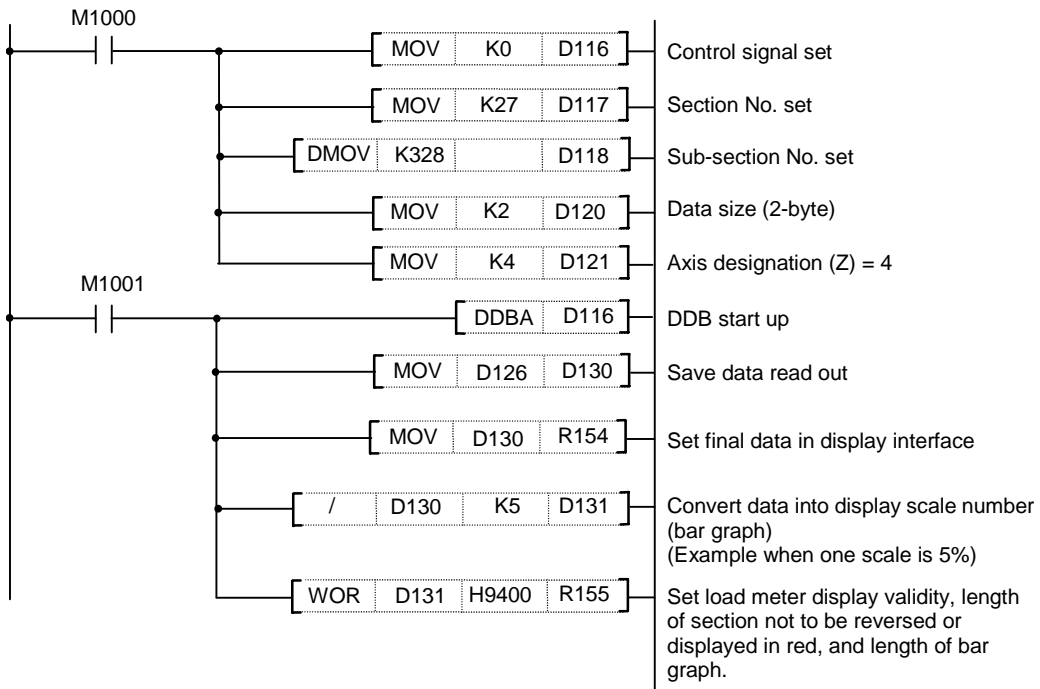 M1000
MOV K0 D116 Control signal set
MOV K27 D117 Section No. set
DMOV K328 D118 Sub-section No. set
MOV K2 D120 Data size (2-byte)
MOV K4 D121 Axis designation (Z) = 4
M1001
DDBA D116 DDB start up
MOV D126 D130 Save data read out
MOV D130 R154 Set final data in display interface
/ D130 K5 D131 Convert data into display scale number
(bar graph)
(Example when one scale is 5%)
WOR D131 H9400 R155 Set load meter display validity, length
of section not to be reversed or
displayed in red, and length of bar
graph.